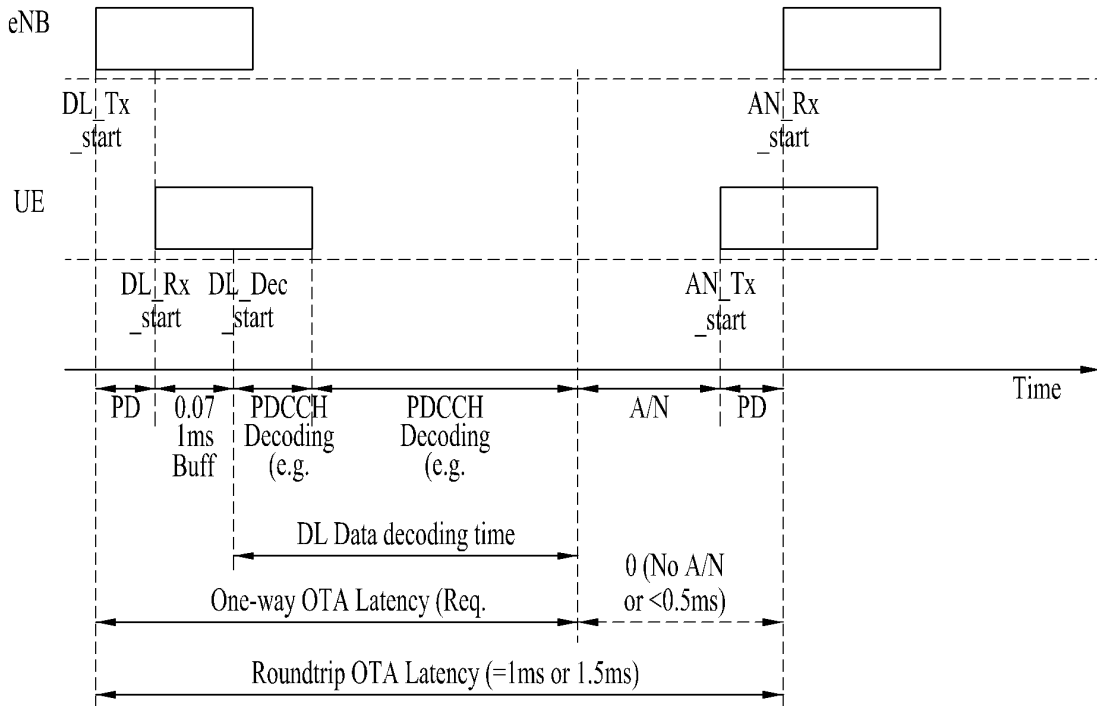 eNB
DL_Tx
_start
AN_Rx
_start
UE
DL_Rx
_start
DL_Dec
_start
AN_Tx
_start
Time
PD
0.07
1ms
Buff
PDCCH
Decoding
(e.g.
PDCCH
Decoding
(e.g.
A/N
PD
DL Data decoding time
0 (No A/N
or <0.5ms)
One-way OTA Latency (Req.
Roundtrip OTA Latency (=1ms or 1.5ms)